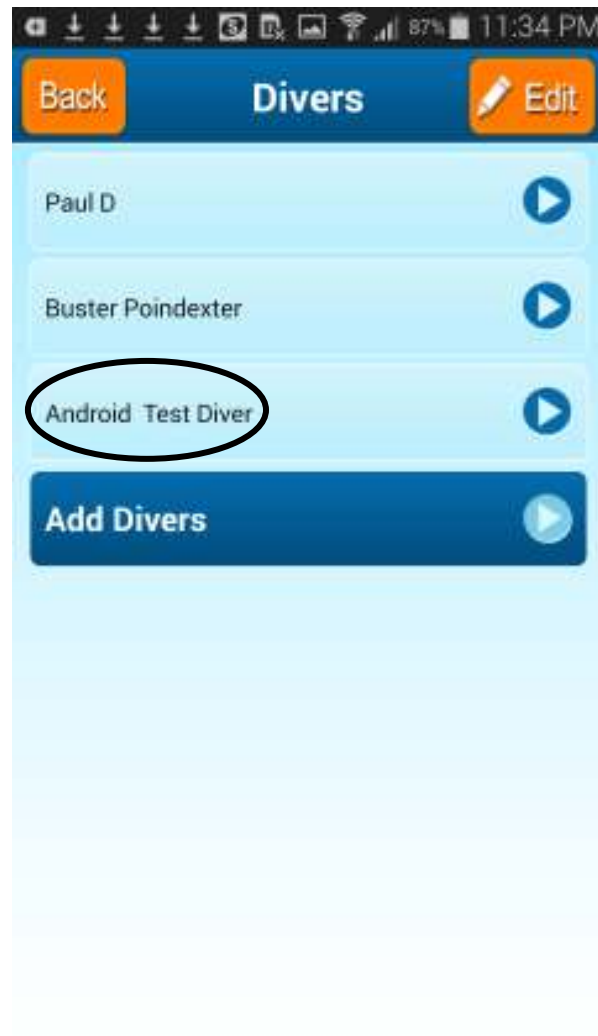 87% 11:34 PM
Back Divers Edit
Paul D
Buster Poindexter
Android Test Diver
Add Divers